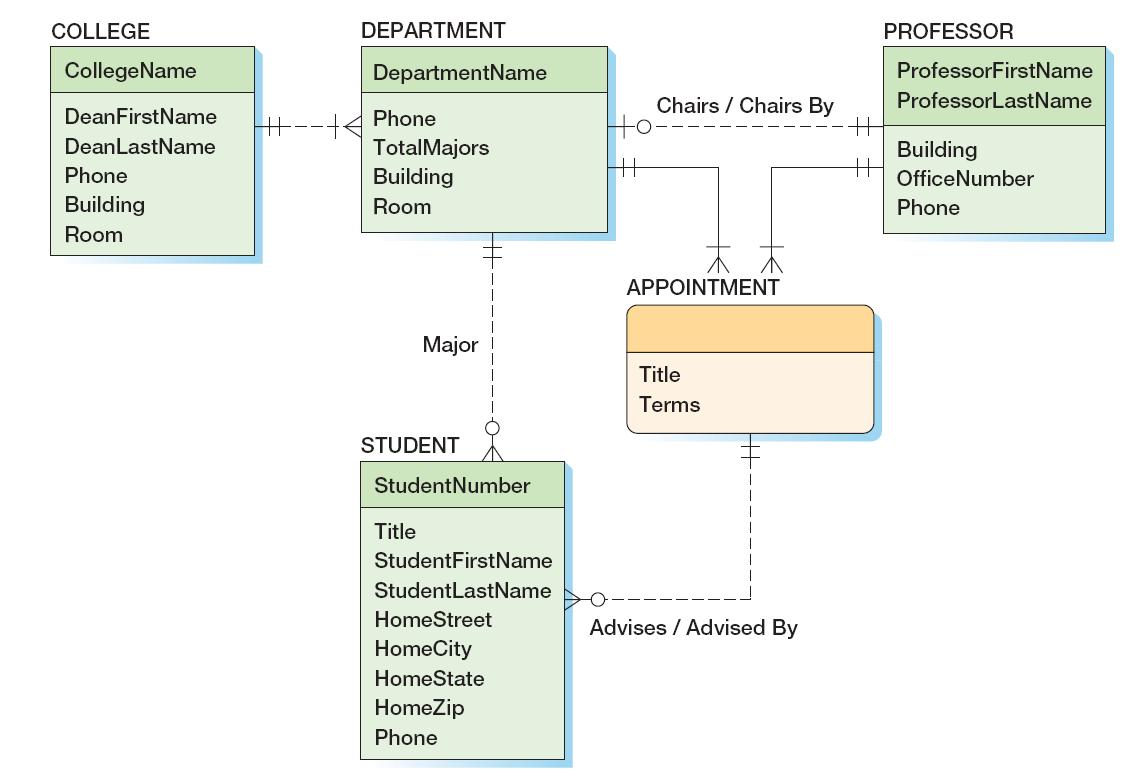 COLLEGE
CollegeName
DeanFirstName
DeanLastName
Phone
Building
Room
DEPARTMENT
DepartmentName
Phone
TotalMajors
Building
Room
Chairs / Chairs By
PROFESSOR
ProfessorFirstName
ProfessorLastName
Building
OfficeNumber
Phone
APPOINTMENT
Title
Terms
Major
STUDENT
StudentNumber
Title
StudentFirstName
StudentLastName
HomeStreet
HomeCity
HomeState
HomeZip
Phone
Advises / Advised By